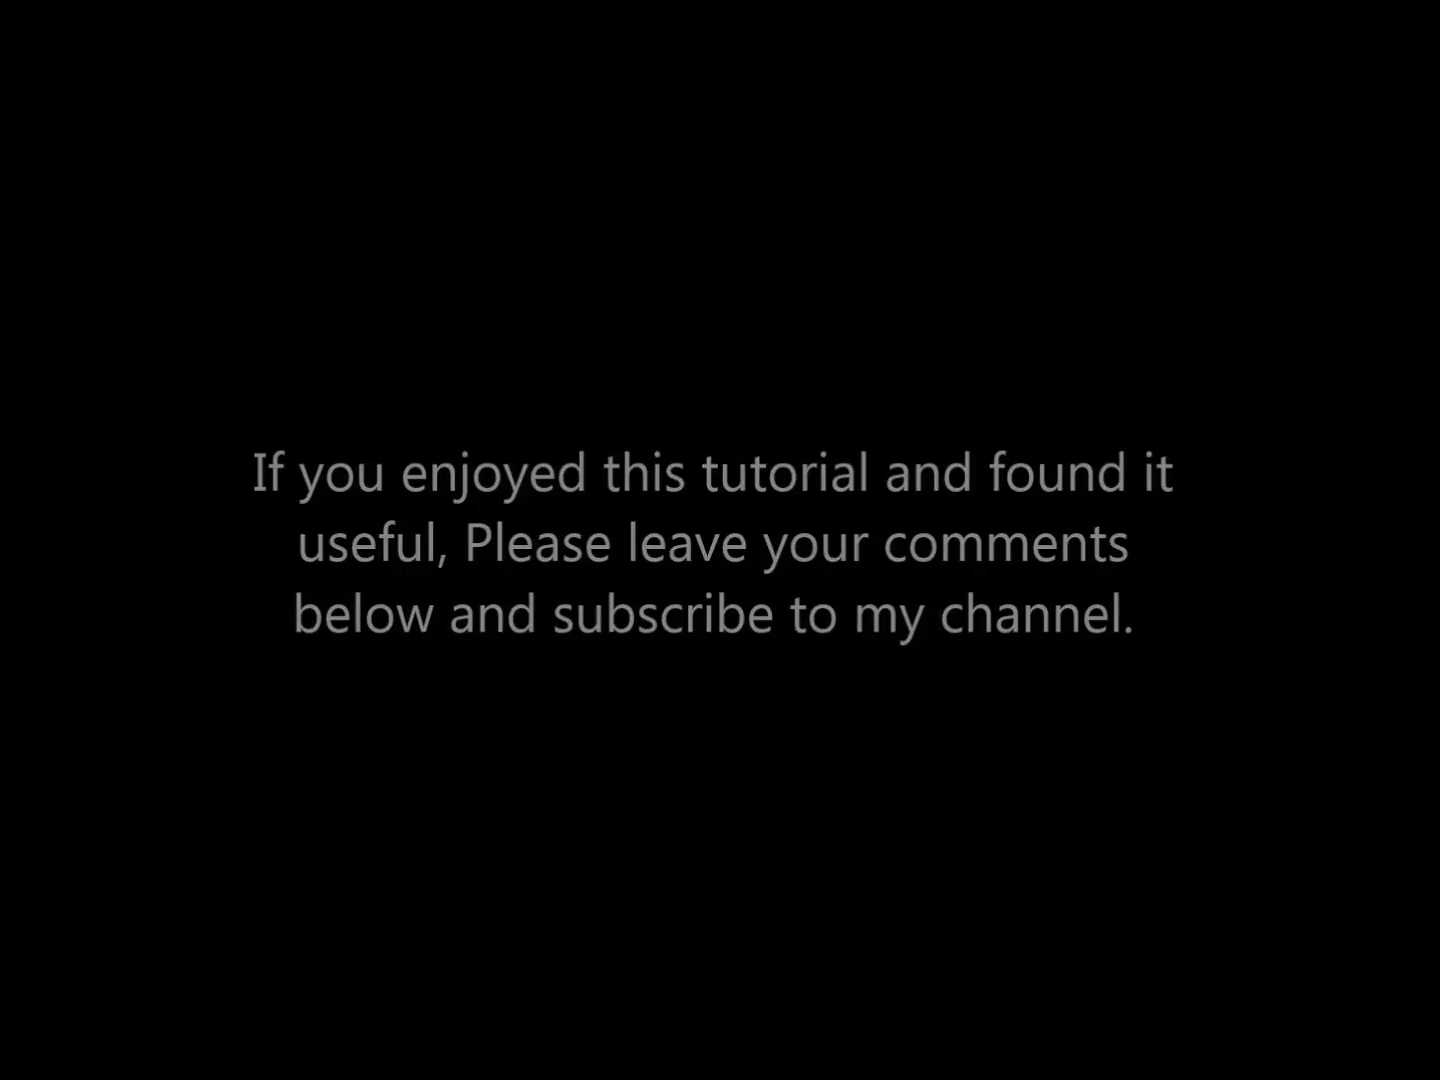 If you enjoyed this tutorial and found it
useful, Please leave your comments
below and subscribe to my channel.